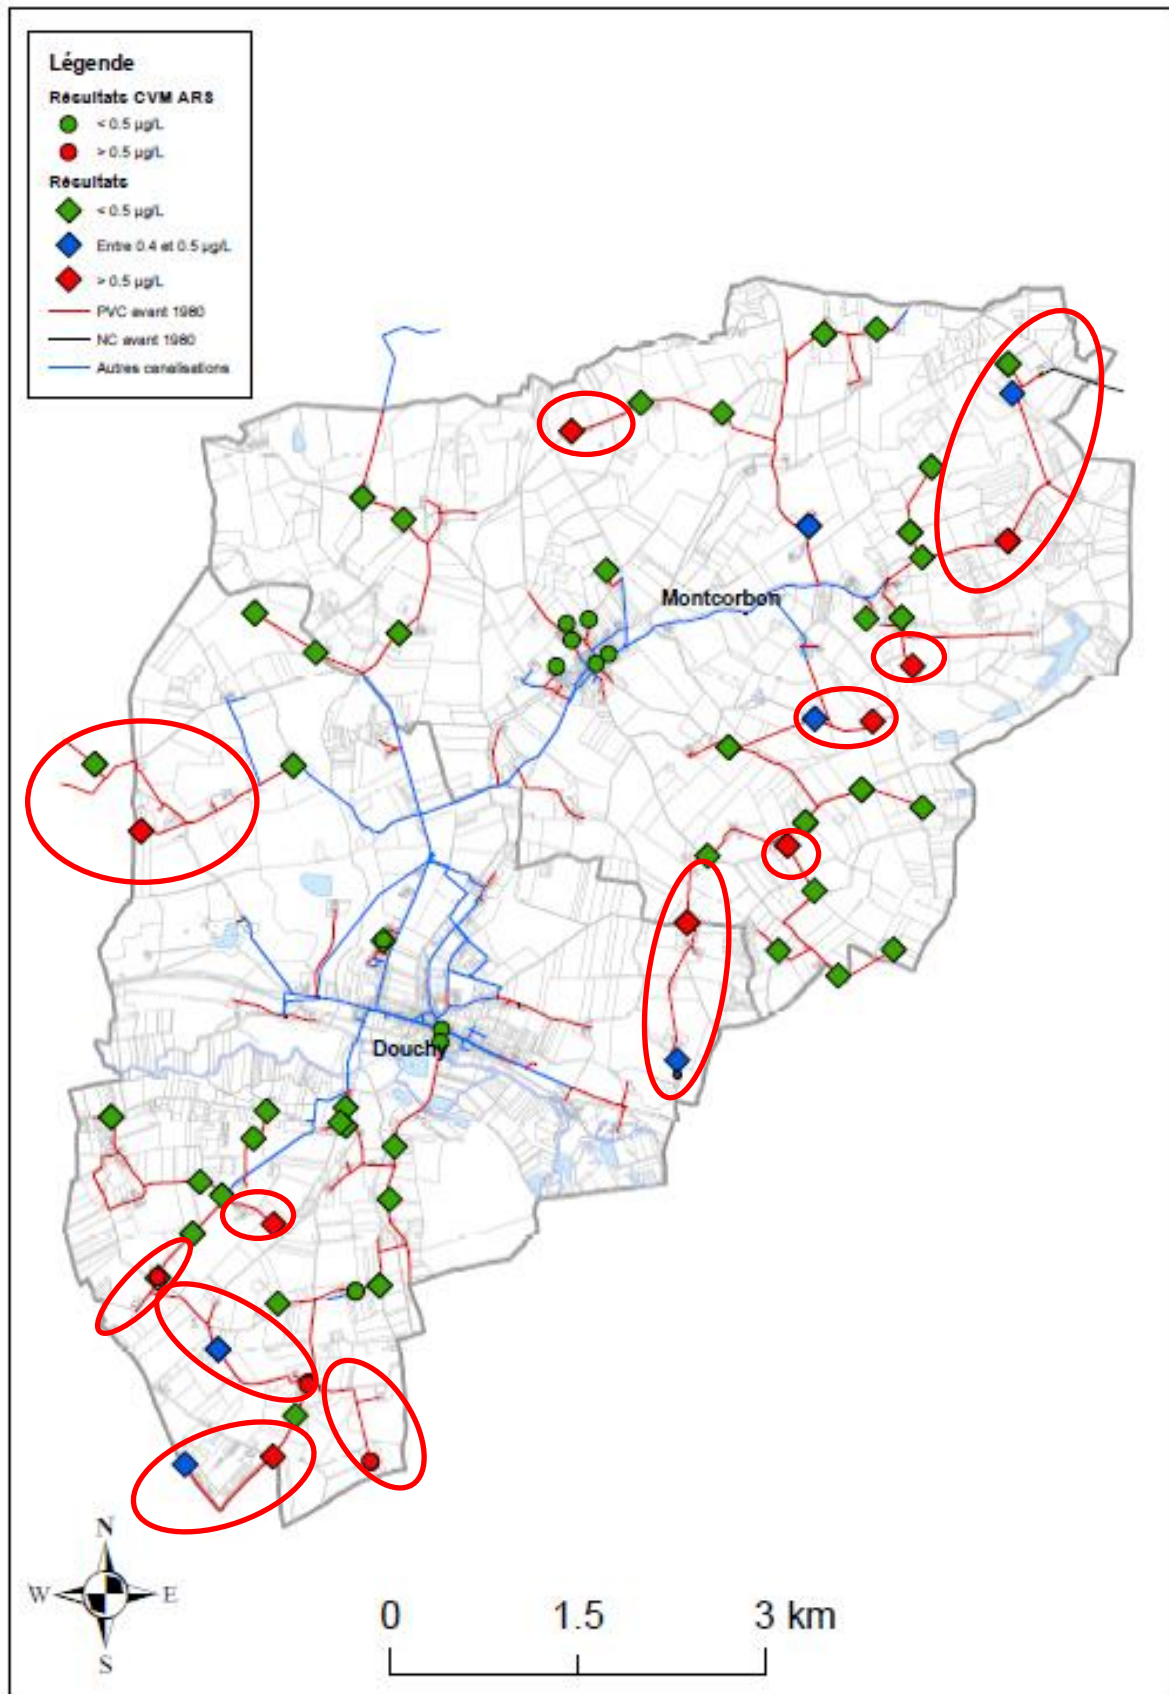 Légende
Résultats CVM ARS
< 0.5 µg/L
> 0.5 µg/L
Résultats
< 0.5 µg/L
Entre 0.4 et 0.5 µg/L
> 0.5 µg/L
PVC avant 1980
NC avant 1980
Autres canalisations
Montcorbon
Douchy
N
W E
S
0 1.5 3 km